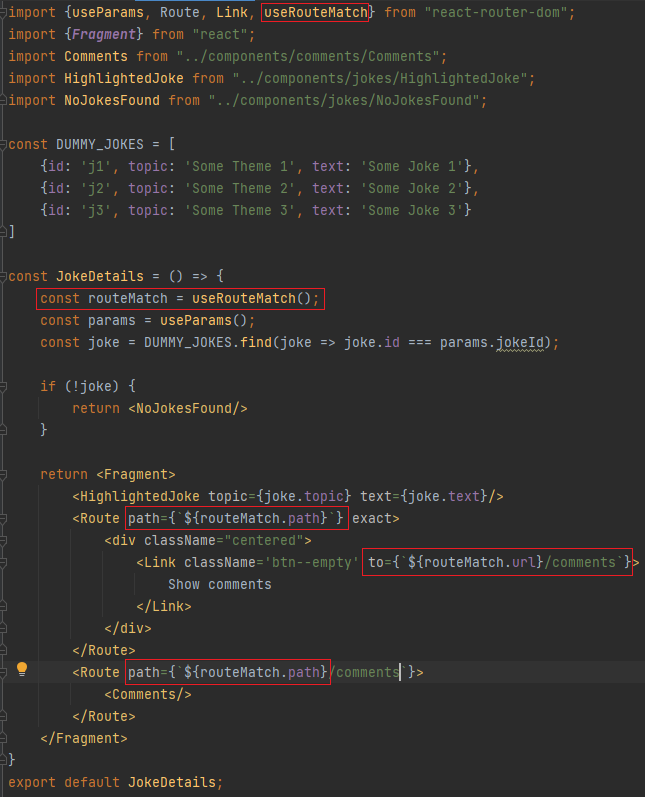 import {useParams, Route, Link, useRouteMatch} from "react-router-dom";
import {Fragment} from "react";
import Comments from "../components/comments/Comments";
import HighlightedJoke from "../components/jokes/HighlightedJoke";
import NoJokesFound from "../components/jokes/NoJokesFound";
const DUMMY_JOKES = [
{id: 'j1', topic: 'Some Theme 1', text: 'Some Joke 1'},
{id: 'j2', topic: 'Some Theme 2', text: 'Some Joke 2'},
{id: 'j3', topic: 'Some Theme 3', text: 'Some Joke 3'}
]
const JokeDetails = () => {
const routeMatch = useRouteMatch();
const params = useParams();
const joke = DUMMY_JOKES.find(joke => joke.id === params.jokeId);
if (!joke) {
return <NoJokesFound/>
}
return <Fragment>
<HighlightedJoke topic={joke.topic} text={joke.text}/>
<Route path={`${routeMatch.path}`} exact>
<div className="centered">
<Link className='btn--empty' to={`${routeMatch.url}/comments`}>
Show comments
</Link>
</div>
</Route>
<Route path={`${routeMatch.path}/comments`}>
<Comments/>
</Route>
</Fragment>
}
export default JokeDetails;